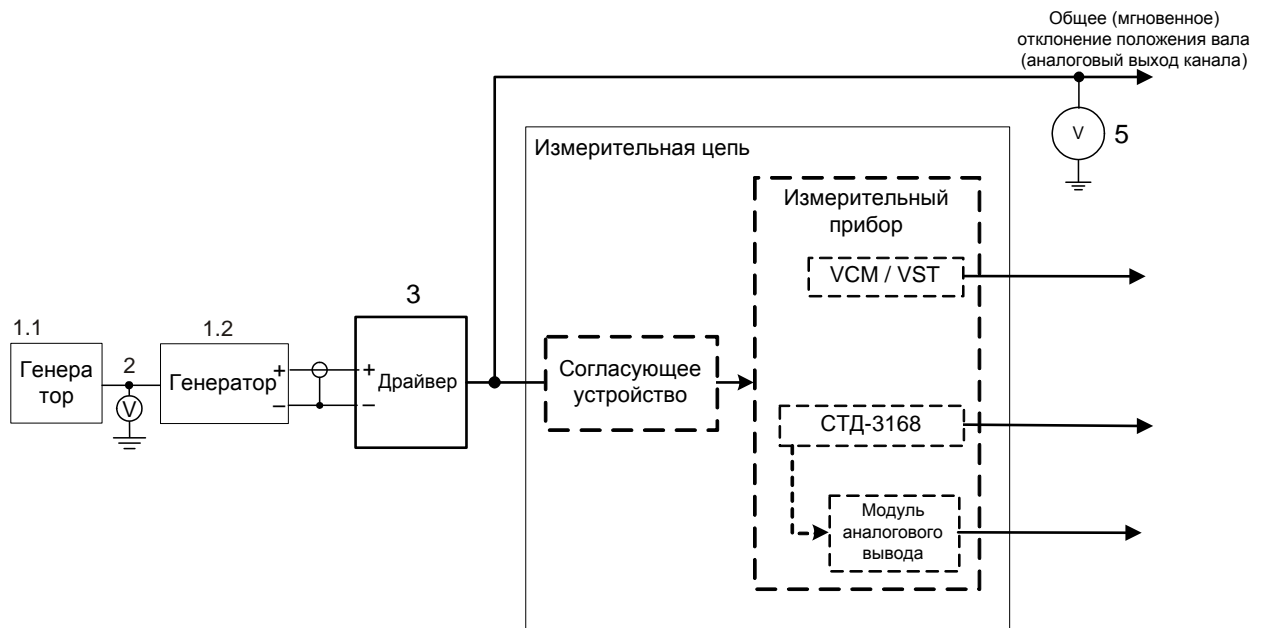 Общее (мгновенное)
отклонение положения вала
(аналоговый выход канала)
V
5
Измерительная цепь
Измерительный
прибор
VCM / VST
3
1.1
1.2
2
Генера
тор
V
Генератор
+
−
+
−
Драйвер
Согласующее
устройство
СТД-3168
Модуль
аналогового
вывода